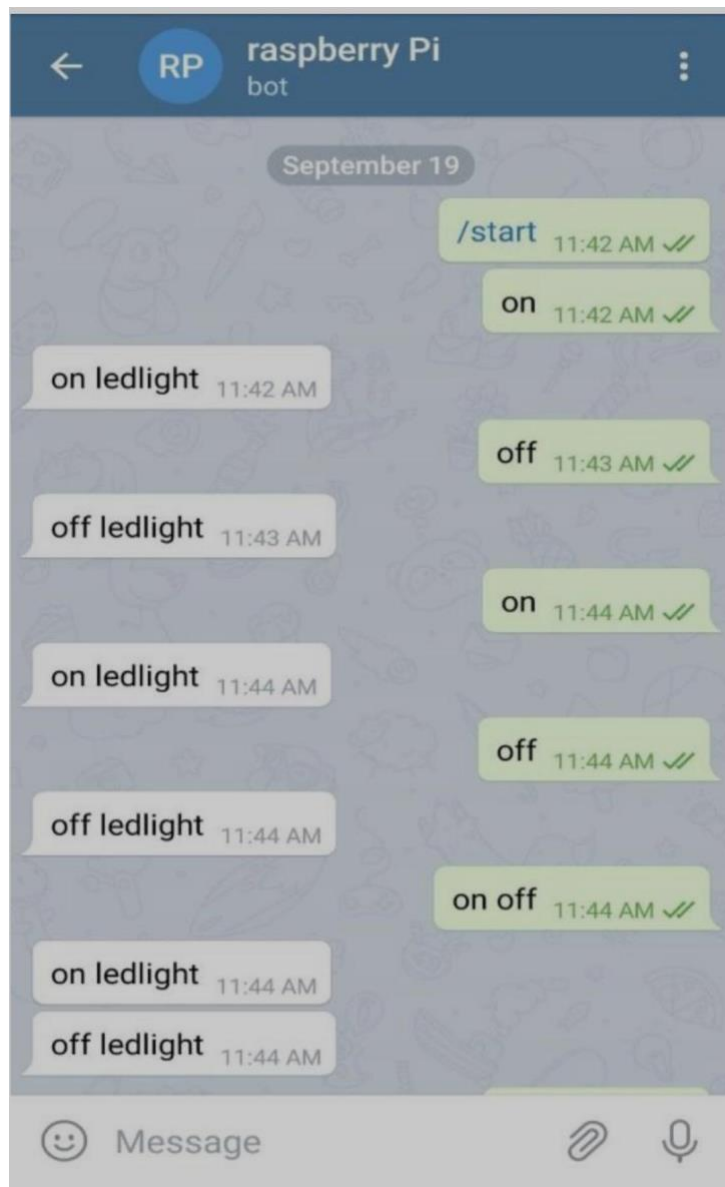 RP
raspberry Pi
bot
September 19
/start 11:42 AM
on 11:42 AM
on ledlight 11:42 AM
off 11:43 AM
off ledlight 11:43 AM
on 11:44 AM
on ledlight 11:44 AM
off 11:44 AM
off ledlight 11:44 AM
on off 11:44 AM
on ledlight 11:44 AM
off ledlight 11:44 AM
Message